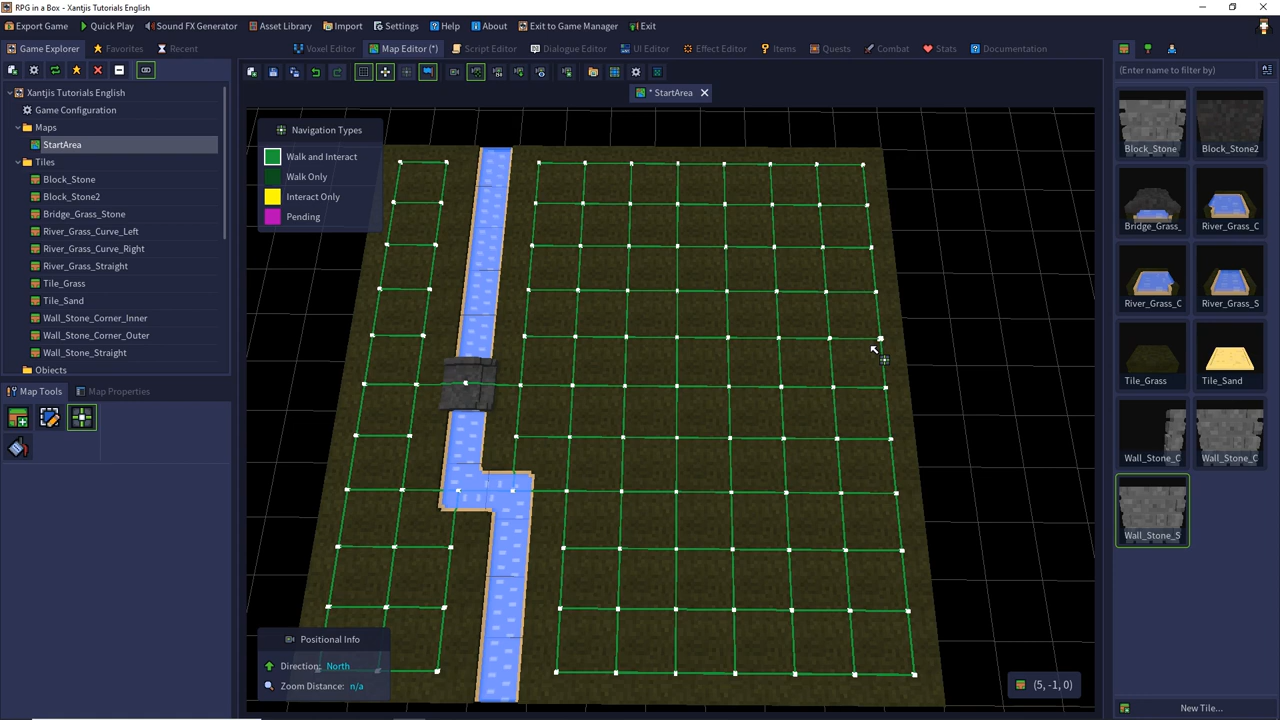 RPG in a Box - Xantjis Tutorials English
Export Game Quick Play Sound FX Generator Asset Library Import Settings Help About Exit to Game Manager Exit
Game Explorer Favorites Recent Voxel Editor Map Editor (*) Script Editor Dialogue Editor UI Editor Effect Editor Items Quests Combat Stats Documentation
(Enter name to filter by)
* StartArea
Xantjis Tutorials English
Game Configuration
Maps
StartArea
Tiles
Block_Stone
Block_Stone2
Bridge_Grass_Stone
River_Grass_Curve_Left
River_Grass_Curve_Right
River_Grass_Straight
Tile_Grass
Tile_Sand
Wall_Stone_Corner_Inner
Wall_Stone_Corner_Outer
Wall_Stone_Straight
Objects
Map Tools Map Properties
Navigation Types
Walk and Interact
Walk Only
Interact Only
Pending
Positional Info
Direction: North
Zoom Distance: n/a
(5, -1, 0)
Block_Stone Block_Stone2
Bridge_Grass_ River_Grass_C
River_Grass_C River_Grass_S
Tile_Grass Tile_Sand
Wall_Stone_C Wall_Stone_C
Wall_Stone_S
New Tile...